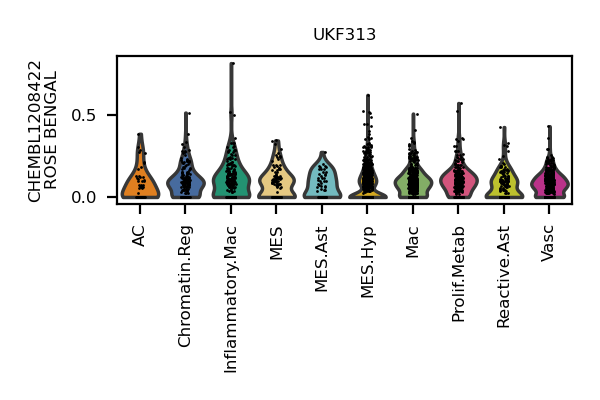 UKF313
CHEMBL1208422
ROSE BENGAL
0.5
0.0
AC
Chromatin.Reg
Inflammatory.Mac
MES
MES.Ast
MES.Hyp
Mac
Prolif.Metab
Reactive.Ast
Vasc